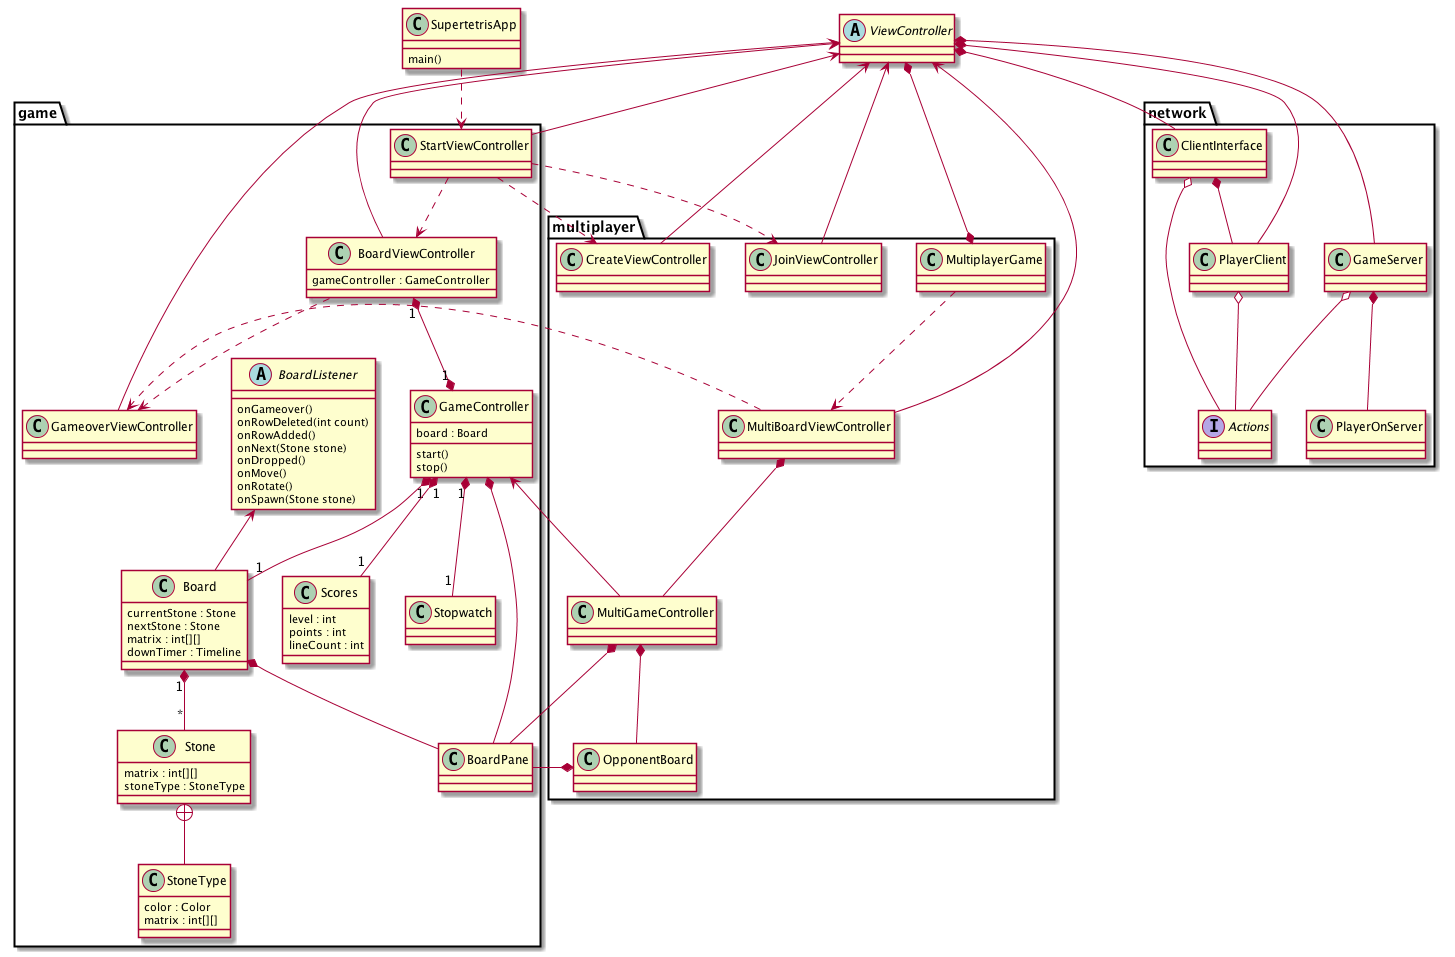 C SupertetrisApp
main()
A ViewController
game
network
C StartViewController
C ClientInterface
multiplayer
C BoardViewController
gameController : GameController
C CreateViewController
C JoinViewController
C MultiplayerGame
C PlayerClient
C GameServer
1
A BoardListener
onGameover()
onRowDeleted(int count)
onRowAdded()
onNext(Stone stone)
onDropped()
onMove()
onRotate()
onSpawn(Stone stone)
1
C GameController
board : Board
start()
stop()
C GameoverViewController
C MultiBoardViewController
I Actions
C PlayerOnServer
1
1
1
1
1
1
C Board
currentStone : Stone
nextStone : Stone
matrix : int[][]
downTimer : Timeline
C Scores
level : int
points : int
lineCount : int
C Stopwatch
C MultiGameController
1
*
C Stone
matrix : int[][]
stoneType : StoneType
C BoardPane
C OpponentBoard
C StoneType
color : Color
matrix : int[][]